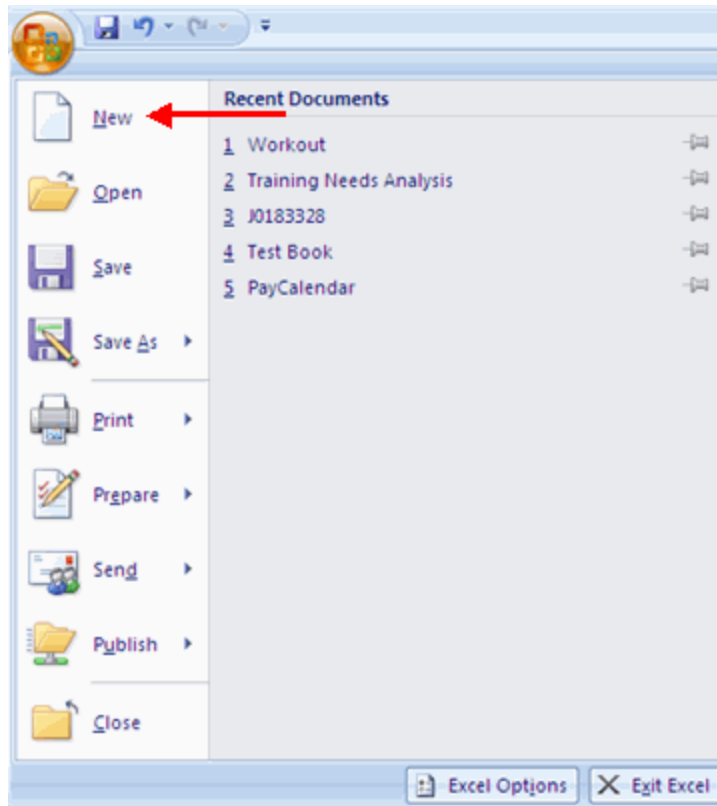 New
Open
Save
Save As
Print
Prepare
Send
Publish
Close
Recent Documents
1 Workout
2 Training Needs Analysis
3 J0183328
4 Test Book
5 PayCalendar
Excel Options
Exit Excel